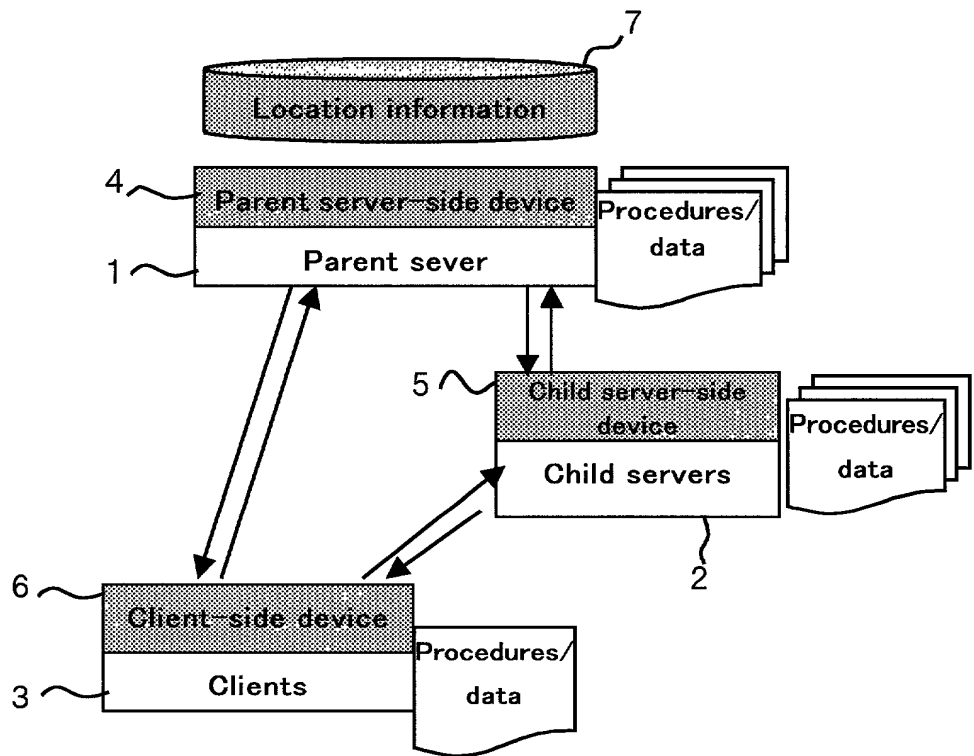 7
Location information
4
Parent server-side device
Procedures/
data
1
Parent sever
5
Child server-side
device
Procedures/
data
Child servers
2
6
Client-side device
Procedures/
data
3
Clients